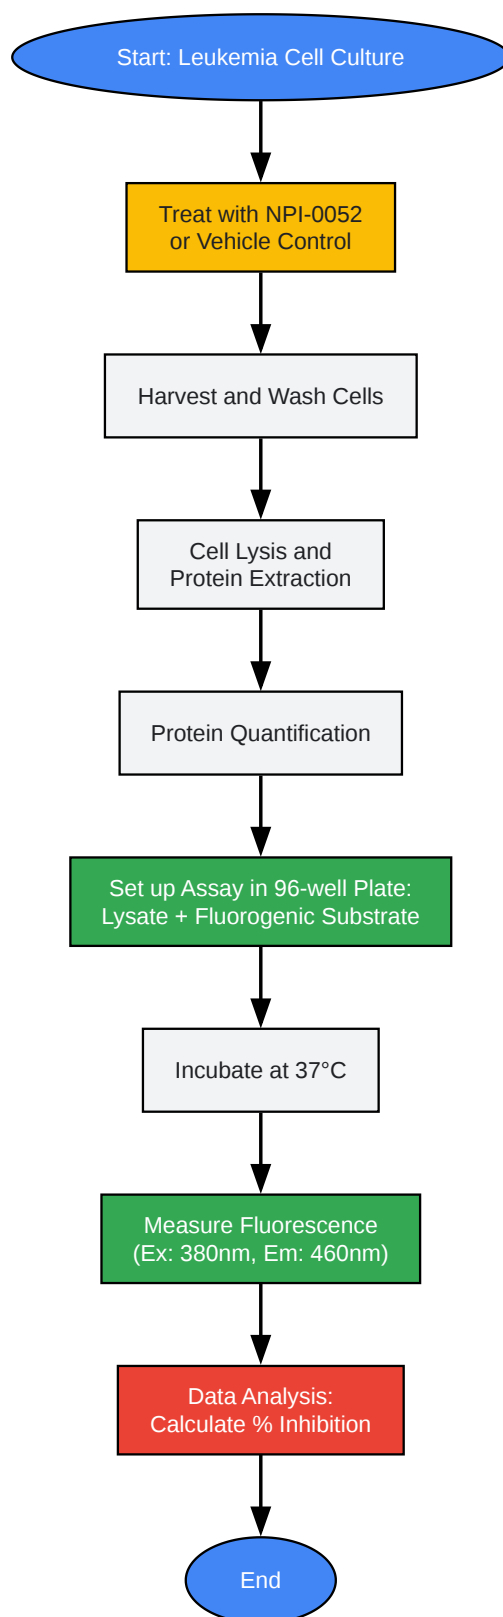 Start: Leukemia Cell Culture
Treat with NPI-0052
or Vehicle Control
Harvest and Wash Cells
Cell Lysis and
Protein Extraction
Protein Quantification
Set up Assay in 96-well Plate:
Lysate + Fluorogenic Substrate
Incubate at 37°C
Measure Fluorescence
(Ex: 380nm, Em: 460nm)
Data Analysis:
Calculate % Inhibition
End